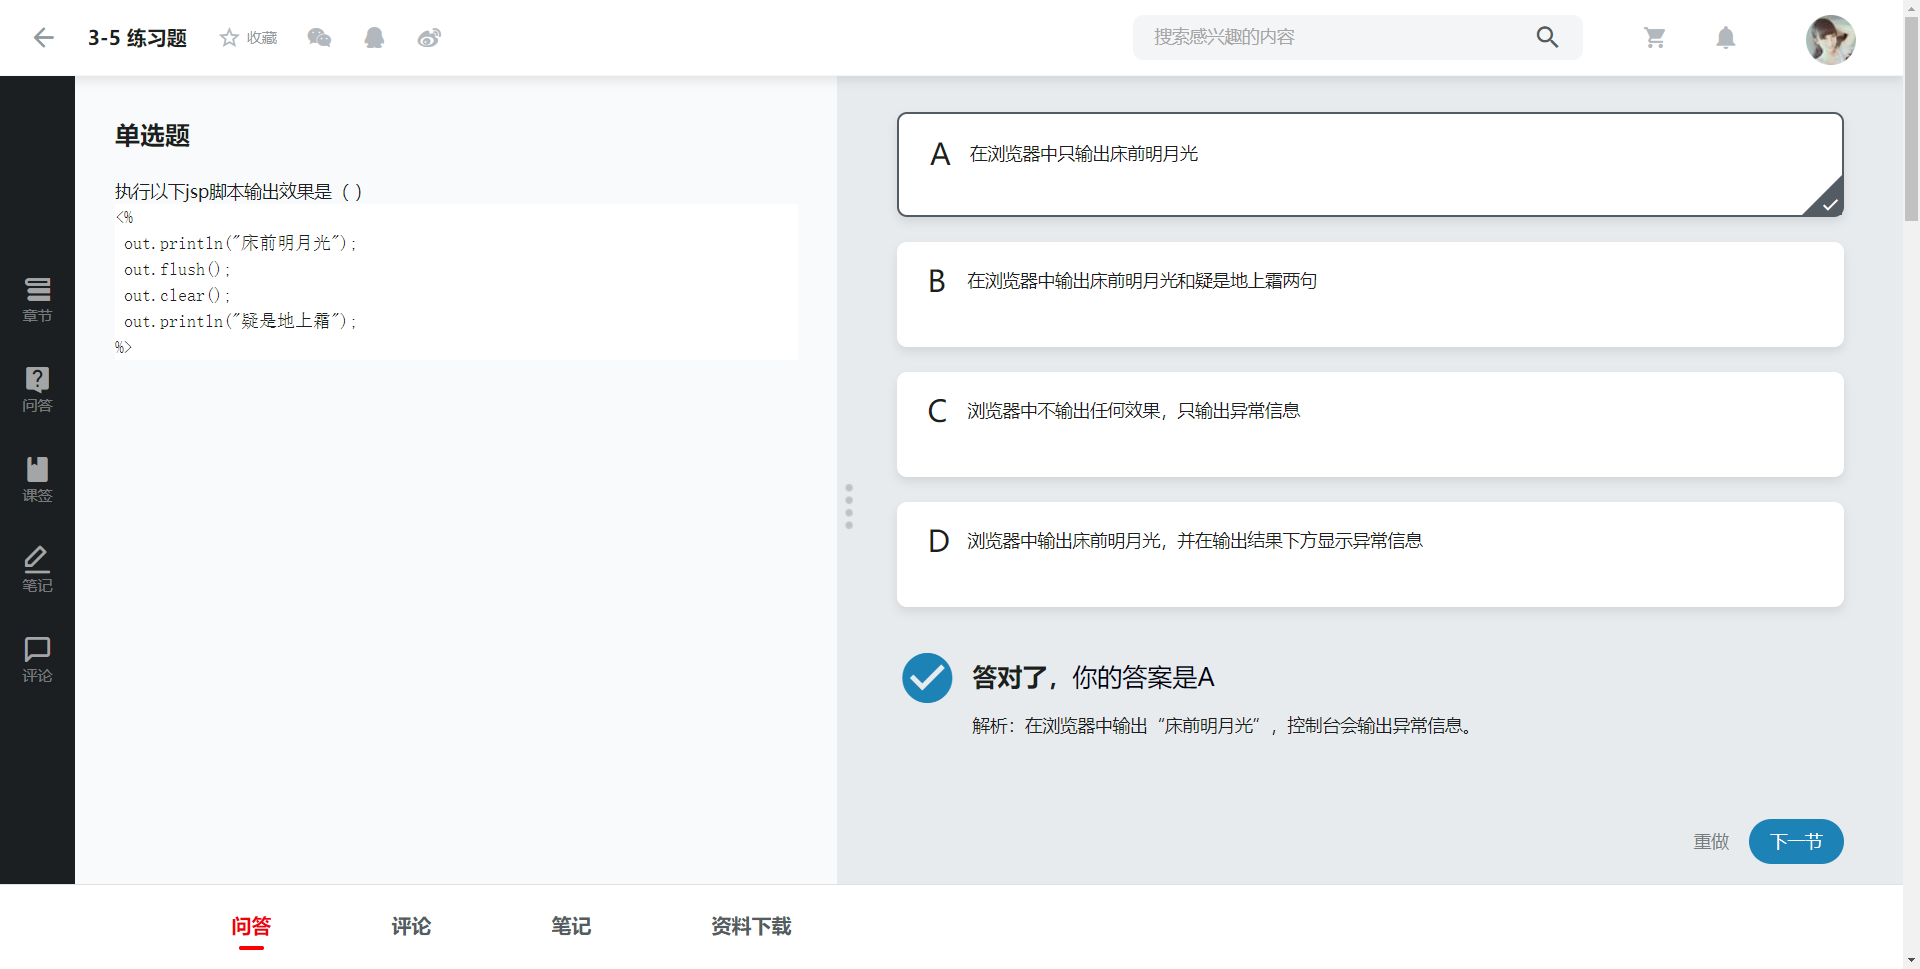 3-5 练习题
收藏
搜索感兴趣的内容
章节
问答
课签
笔记
评论
单选题
执行以下jsp脚本输出效果是（ ）
<%
out.println("床前明月光");
out.flush();
out.clear();
out.println("疑是地上霜");
%>
A 在浏览器中只输出床前明月光
B 在浏览器中输出床前明月光和疑是地上霜两句
C 浏览器中不输出任何效果，只输出异常信息
D 浏览器中输出床前明月光，并在输出结果下方显示异常信息
答对了，你的答案是A
解析：在浏览器中输出“床前明月光”，控制台会输出异常信息。
重做
下一节
问答
评论
笔记
资料下载